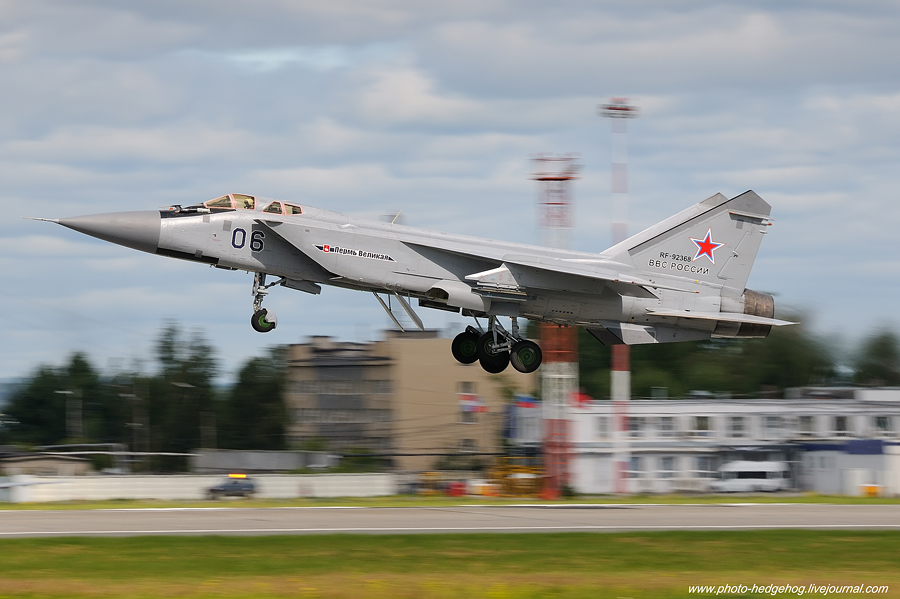 06
Пермь Великая
RF-92368
ВВС РОССИИ
www.photo-hedgehog.livejournal.com